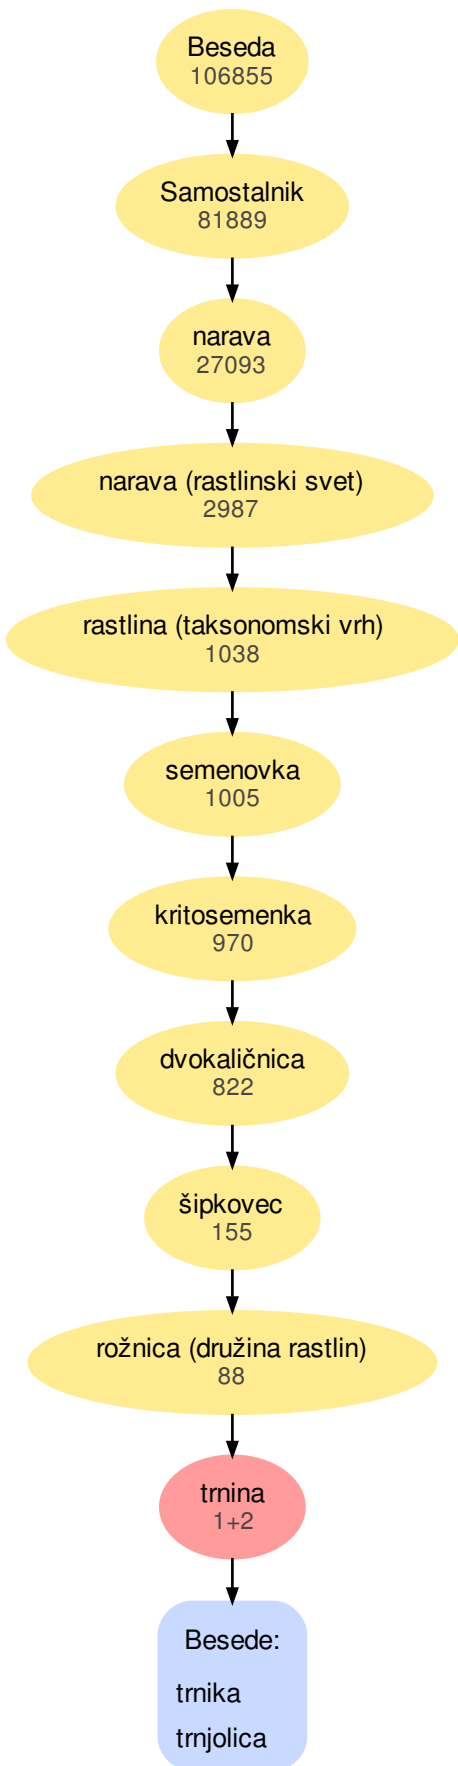 Beseda
106855
Samostalnik
81889
narava
27093
narava (rastlinski svet)
2987
rastlina (taksonomski vrh)
1038
semenovka
1005
kritosemenka
970
dvokaličnica
822
šipkovec
155
rožnica (družina rastlin)
88
trnina
1+2
Besede:
trnika
trnjolica